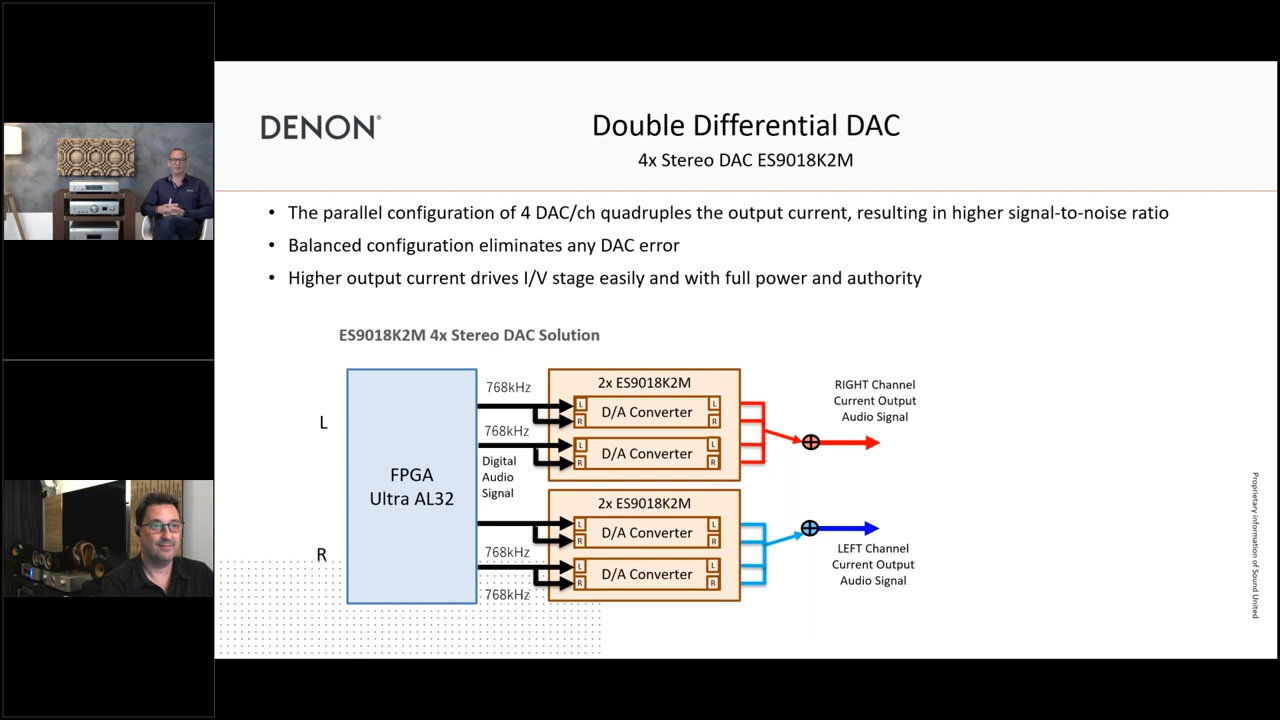 DENON®
Double Differential DAC
4x Stereo DAC ES9018K2M
• The parallel configuration of 4 DAC/ch quadruples the output current, resulting in higher signal-to-noise ratio
• Balanced configuration eliminates any DAC error
• Higher output current drives I/V stage easily and with full power and authority
ES9018K2M 4x Stereo DAC Solution
L
R
FPGA
Ultra AL32
768kHz
768kHz
Digital
Audio
Signal
768kHz
768kHz
2x ES9018K2M
L
R
D/A Converter
L
R
L
R
D/A Converter
L
R
2x ES9018K2M
L
R
D/A Converter
L
R
L
R
D/A Converter
L
R
RIGHT Channel
Current Output
Audio Signal
LEFT Channel
Current Output
Audio Signal
Proprietary information of Sound United